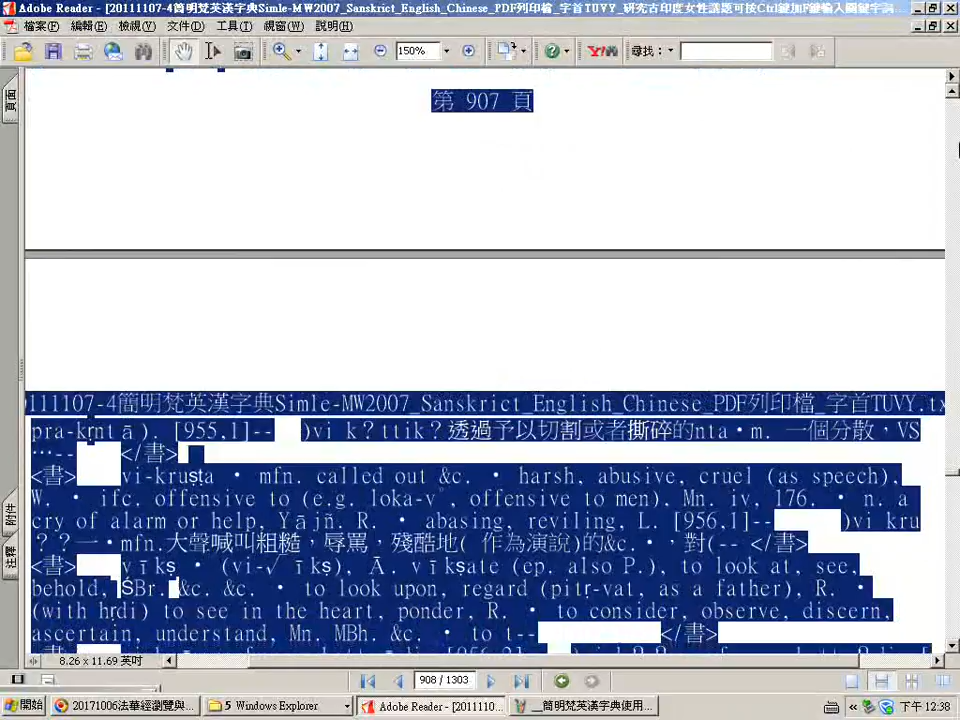 Adobe Reader - [20111107-4簡明梵英漢字典Simle-MW2007_Sanskrict_English_Chinese_PDF列印檔_字首TUVY_研究古印度女性議題可按Ctrl鍵加F鍵輸入關鍵字詞
檔案(F) 編輯(E) 檢視(V) 文件(D) 工具(T) 視窗(W) 說明(H)
150% 尋找:
頁面
第 907 頁
111107-4簡明梵英漢字典Simle-MW2007_Sanskrict_English_Chinese_PDF列印檔_字首TUVY.tx
pra-kṛntā). [955,1]-- )vi k?ttik?透過予以切割或者撕碎的nta‧m. 一個分散，VS
…-- </書>
<書> vi-kruṣṭa ‧ mfn. called out &c. ‧ harsh, abusive, cruel (as speech),
W. ‧ ifc. offensive to (e.g. loka-v°, offensive to men), Mn. iv, 176. ‧ n. a
cry of alarm or help, Yājñ. R. ‧ abasing, reviling, L. [956,1]-- )vi kru
??一‧mfn.大聲喊叫粗糙，辱罵，殘酷地( 作為演說)的&c.‧，對(-- </書>
<書> vīkṣ ‧ (vi-√ īkṣ), Ā. vīkṣate (ep. also P.), to look at, see,
behold, ŚBr. &c. &c. ‧ to look upon, regard (pitṛ-vat, as a father), R. ‧
(with hṛdi) to see in the heart, ponder, R. ‧ to consider, observe, discern,
ascertain, understand, Mn. MBh. &c. ‧ to t-- </書>
附件
注釋
8.26 x 11.69 英吋
908 / 1303
開始 20171006法華經瀏覽與... 5 Windows Explorer Adobe Reader - [2011110... __簡明梵英漢字典使用... 下午 12:38